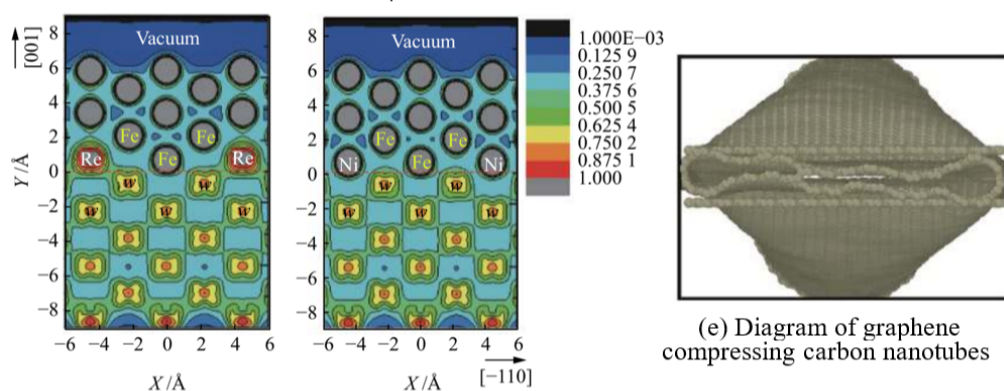 [001]
Y/Å
8
6
4
2
0
−2
−4
−6
−8
Vacuum
Fe Fe
Re Fe Re
w w
w w w
−6 −4 −2 0 2 4 6
X/Å
8
6
4
2
0
−2
−4
−6
−8
Vacuum
Fe Fe
Ni Fe Ni
w w
w w w
−6 −4 −2 0 2 4 6
X/Å
[−110]
1.000E−03
0.125 9
0.250 7
0.375 6
0.500 5
0.625 4
0.750 2
0.875 1
1.000
(e) Diagram of graphene
compressing carbon nanotubes